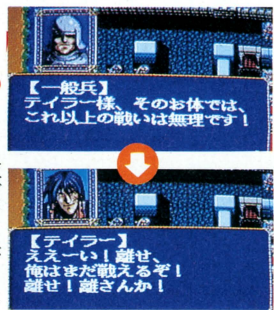 【一般兵】
テイラー様、そのお体では、
これ以上の戦いは無理です！
【テイラー】
ええーい！離せ、
俺はまだ戦えるぞ！
離せ！離さんか！